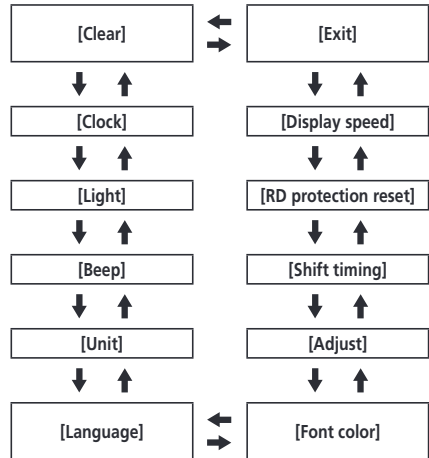 [Clear]
[Exit]
[Clock]
[Display speed]
[Light]
[RD protection reset]
[Beep]
[Shift timing]
[Unit]
[Adjust]
[Language]
[Font color]